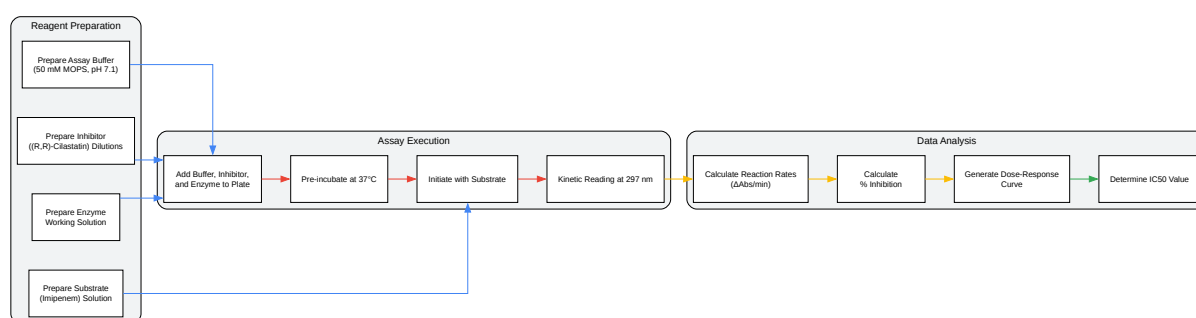 Reagent Preparation
Prepare Assay Buffer
(50 mM MOPS, pH 7.1)
Prepare Inhibitor
((R,R)-Cilastatin) Dilutions
Prepare Enzyme
Working Solution
Prepare Substrate
(Imipenem) Solution
Assay Execution
Add Buffer, Inhibitor,
and Enzyme to Plate
Pre-incubate at 37°C
Initiate with Substrate
Kinetic Reading at 297 nm
Data Analysis
Calculate Reaction Rates
(ΔAbs/min)
Calculate
% Inhibition
Generate Dose-Response
Curve
Determine IC50 Value